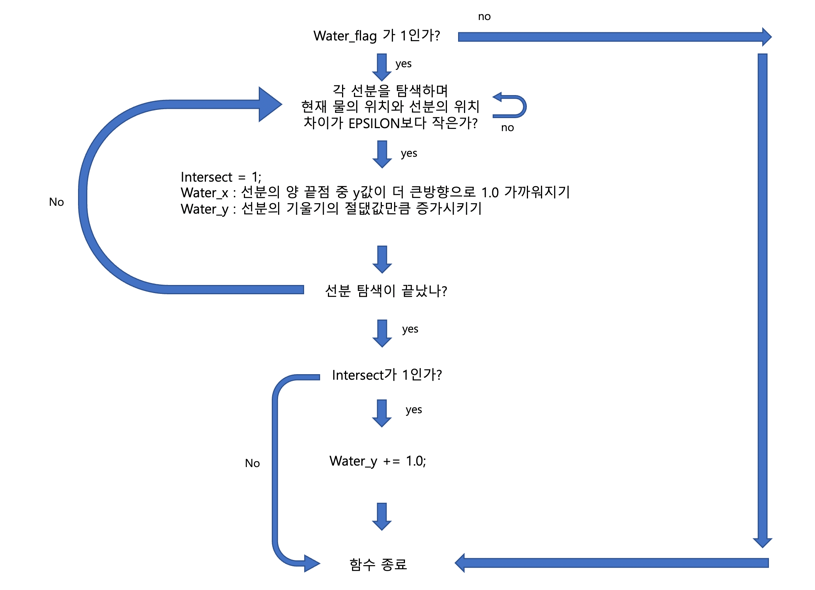 no
Water_flag 가 1인가?
yes
각 선분을 탐색하며
현재 물의 위치와 선분의 위치
차이가 EPSILON보다 작은가?
no
yes
Intersect = 1;
Water_x : 선분의 양 끝점 중 y값이 더 큰방향으로 1.0 가까워지기
Water_y : 선분의 기울기의 절댓값만큼 증가시키기
No
선분 탐색이 끝났나?
yes
Intersect가 1인가?
yes
No
Water_y += 1.0;
함수 종료